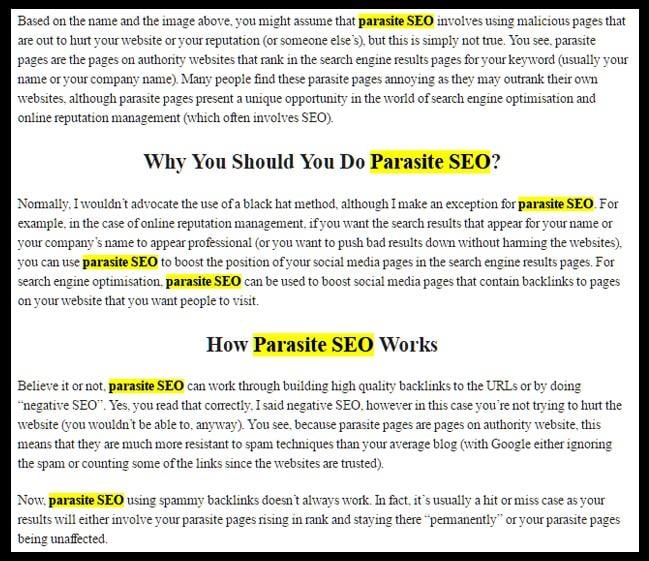 Based on the name and the image above, you might assume that parasite SEO involves using malicious pages that
are out to hurt your website or your reputation (or someone else's), but this is simply not true. You see, parasite
pages are the pages on authority websites that rank in the search engine results pages for your keyword (usually your
name or your company name). Many people find these parasite pages annoying as they may outrank their own
websites, although parasite pages present a unique opportunity in the world of search engine optimisation and
online reputation management (which often involves SEO).
Why You Should You Do Parasite SEO?
Normally, I wouldn't advocate the use of a black hat method, although I make an exception for parasite SEO. For
example, in the case of online reputation management, if you want the search results that appear for your name or
your company's name to appear professional (or you want to push bad results down without harming the websites),
you can use parasite SEO to boost the position of your social media pages in the search engine results pages. For
search engine optimisation, parasite SEO can be used to boost social media pages that contain backlinks to pages
on your website that you want people to visit.
How Parasite SEO Works
Believe it or not, parasite SEO can work through building high quality backlinks to the URLs or by doing
"negative SEO". Yes, you read that correctly, I said negative SEO, however in this case you're not trying to hurt the
website (you wouldn't be able to, anyway). You see, because parasite pages are pages on authority website, this
means that they are much more resistant to spam techniques than your average blog (with Google either ignoring
the spam or counting some of the links since the websites are trusted).
Now, parasite SEO using spammy backlinks doesn't always work. In fact, it's usually a hit or miss case as your
results will either involve your parasite pages rising in rank and staying there "permanently" or your parasite pages
being unaffected.